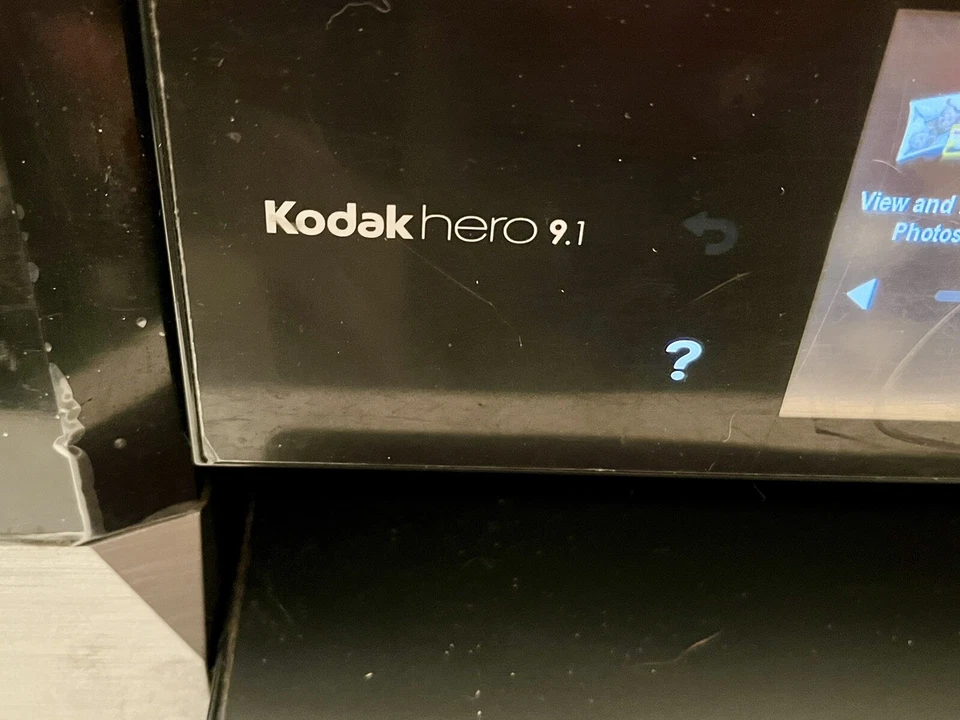 Kodak hero 9.1
?
View and
Photos